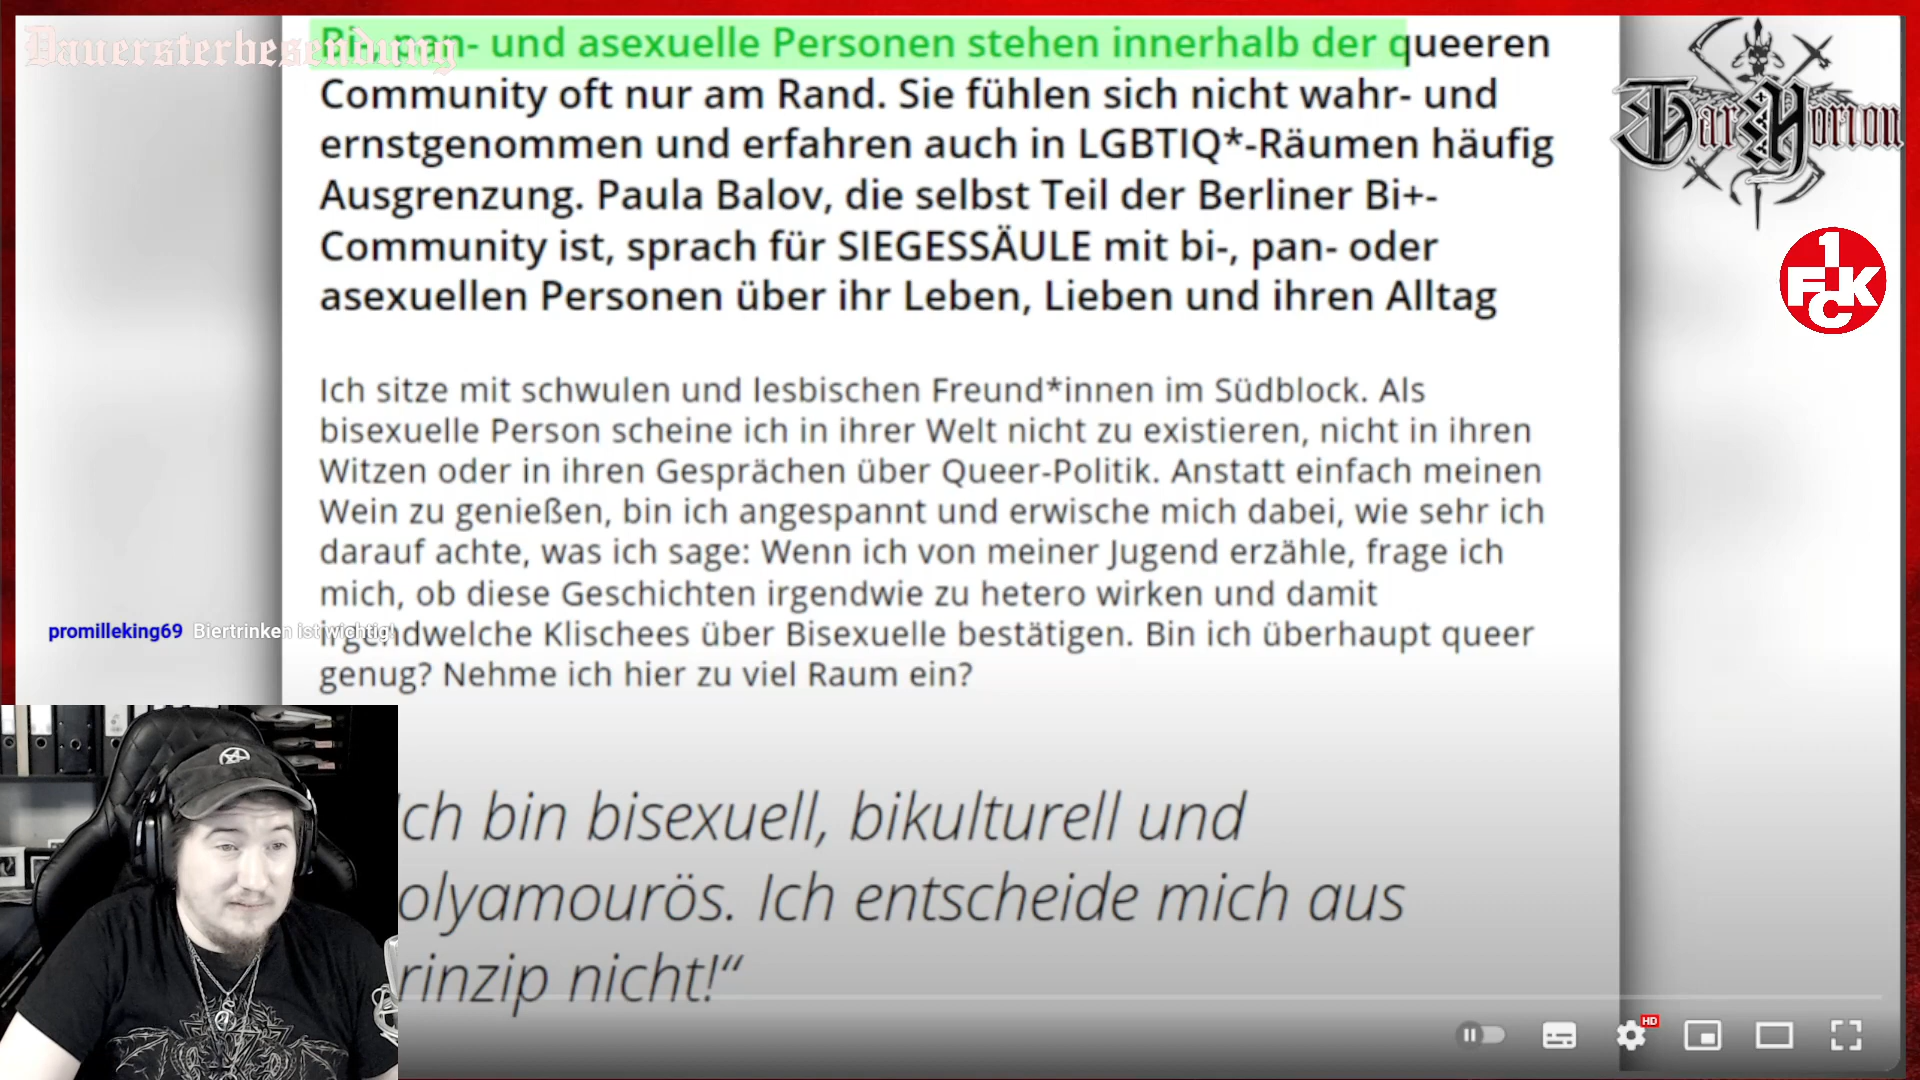 Dauersterbesendung
Bi-, pan- und asexuelle Personen stehen innerhalb der queeren
Community oft nur am Rand. Sie fühlen sich nicht wahr- und
ernstgenommen und erfahren auch in LGBTIQ*-Räumen häufig
Ausgrenzung. Paula Balov, die selbst Teil der Berliner Bi+-
Community ist, sprach für SIEGESSÄULE mit bi-, pan- oder
asexuellen Personen über ihr Leben, Lieben und ihren Alltag
Ich sitze mit schwulen und lesbischen Freund*innen im Südblock. Als
bisexuelle Person scheine ich in ihrer Welt nicht zu existieren, nicht in ihren
Witzen oder in ihren Gesprächen über Queer-Politik. Anstatt einfach meinen
Wein zu genießen, bin ich angespannt und erwische mich dabei, wie sehr ich
darauf achte, was ich sage: Wenn ich von meiner Jugend erzähle, frage ich
mich, ob diese Geschichten irgendwie zu hetero wirken und damit
irgendwelche Klischees über Bisexuelle bestätigen. Bin ich überhaupt queer
genug? Nehme ich hier zu viel Raum ein?
promilleking69 Biertrinken ist wichtig!
ch bin bisexuell, bikulturell und
olyamourös. Ich entscheide mich aus
rinzip nicht!“
1
FCK
HD